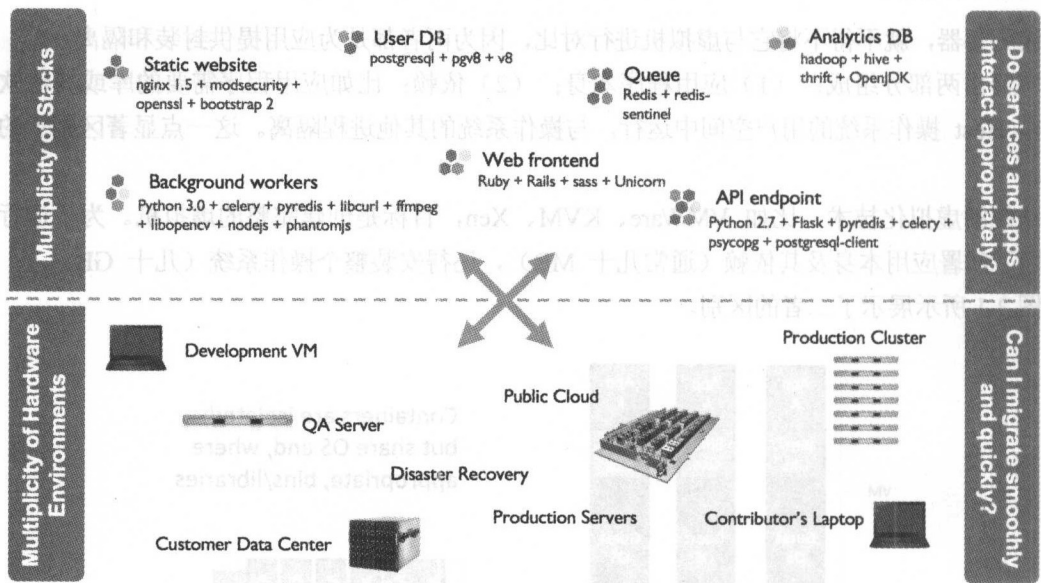 Multiplicity of Stacks
Static website
nginx 1.5 + modsecurity +
openssl + bootstrap 2
User DB
postgresql + pgv8 + v8
Queue
Redis + redis-
sentinel
Analytics DB
hadoop + hive +
thrift + OpenJDK
Background workers
Python 3.0 + celery + pyredis + libcurl + ffmpeg
+ libopencv + nodejs + phantomjs
Web frontend
Ruby + Rails + sass + Unicorn
API endpoint
Python 2.7 + Flask + pyredis + celery +
psycopg + postgresql-client
Do services and apps
interact appropriately?
Multiplicity of Hardware
Environments
Development VM
QA Server
Customer Data Center
Disaster Recovery
Public Cloud
Production Servers
Production Cluster
Contributor's Laptop
Can I migrate smoothly
and quickly?